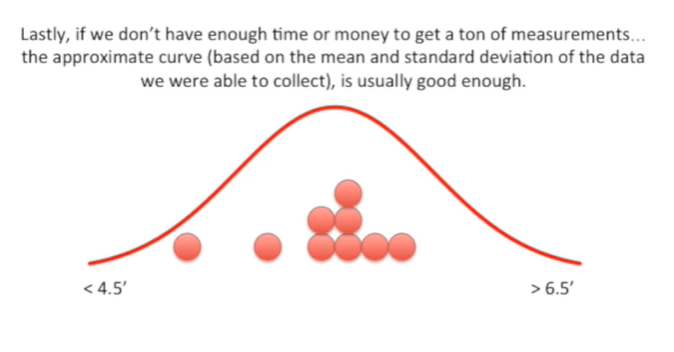 Lastly, if we don’t have enough time or money to get a ton of measurements…
the approximate curve (based on the mean and standard deviation of the data
we were able to collect), is usually good enough.
< 4.5′
> 6.5′